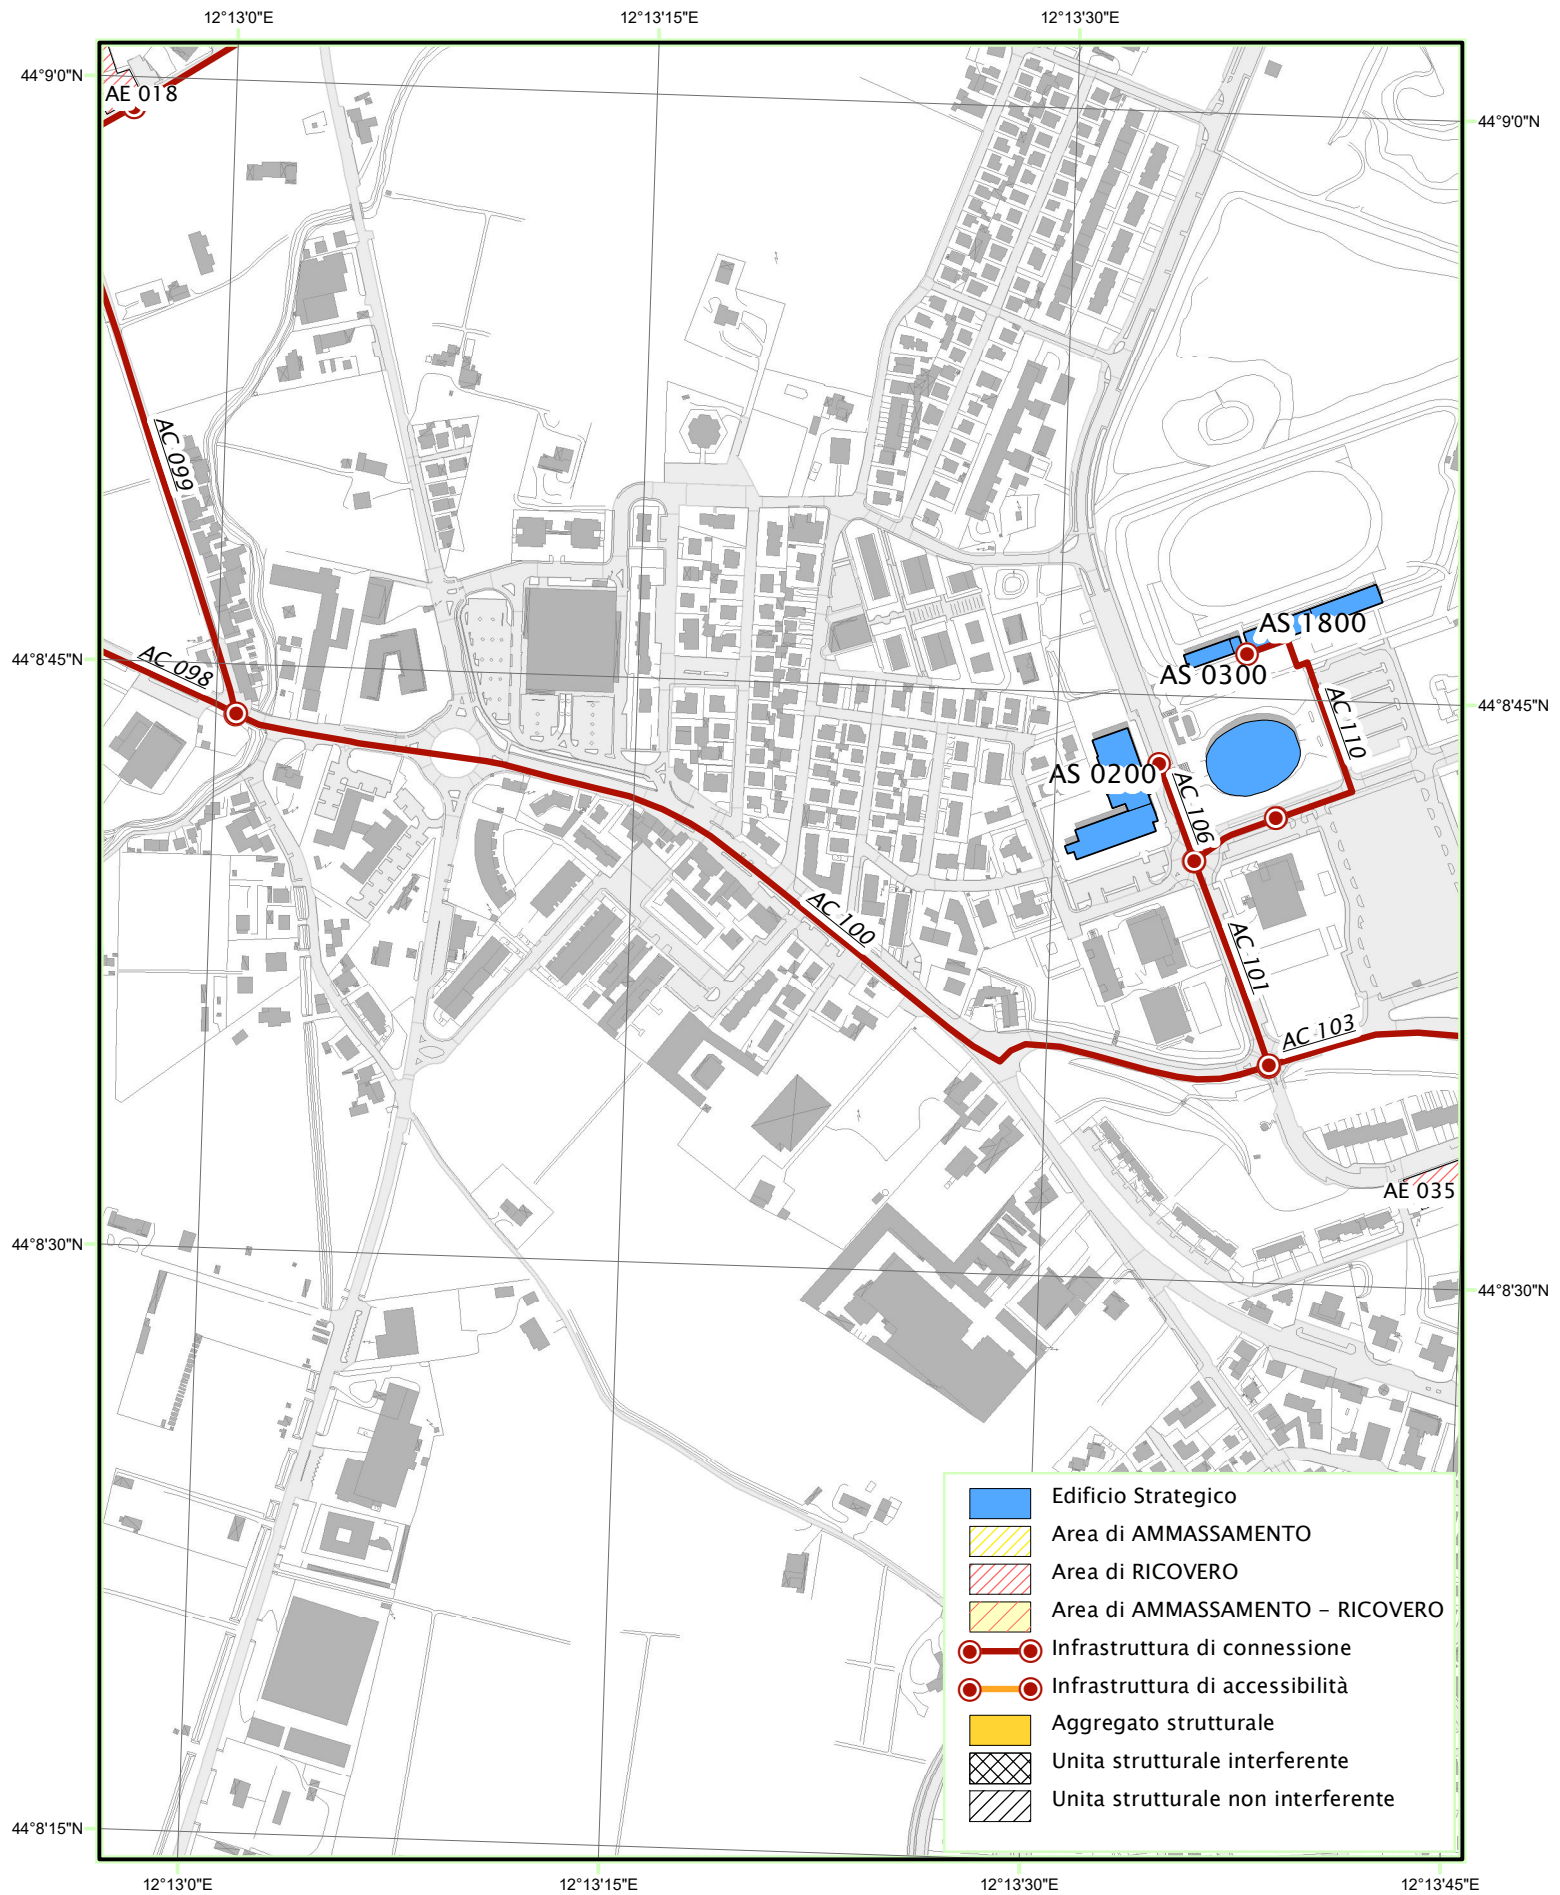 12°13'0"E
12°13'15"E
12°13'30"E
44°9'0"N
AE 018
44°9'0"N
AC 099
AS 1800
44°8'45"N
AC 098
AS 0300
AC 110
44°8'45"N
AS 0200
AC 106
AC 100
AC 101
AC 103
AE 035
44°8'30"N
44°8'30"N
Edificio Strategico
Area di AMMASSAMENTO
Area di RICOVERO
Area di AMMASSAMENTO - RICOVERO
Infrastruttura di connessione
Infrastruttura di accessibilità
Aggregato strutturale
Unita strutturale interferente
Unita strutturale non interferente
44°8'15"N
12°13'0"E
12°13'15"E
12°13'30"E
12°13'45"E